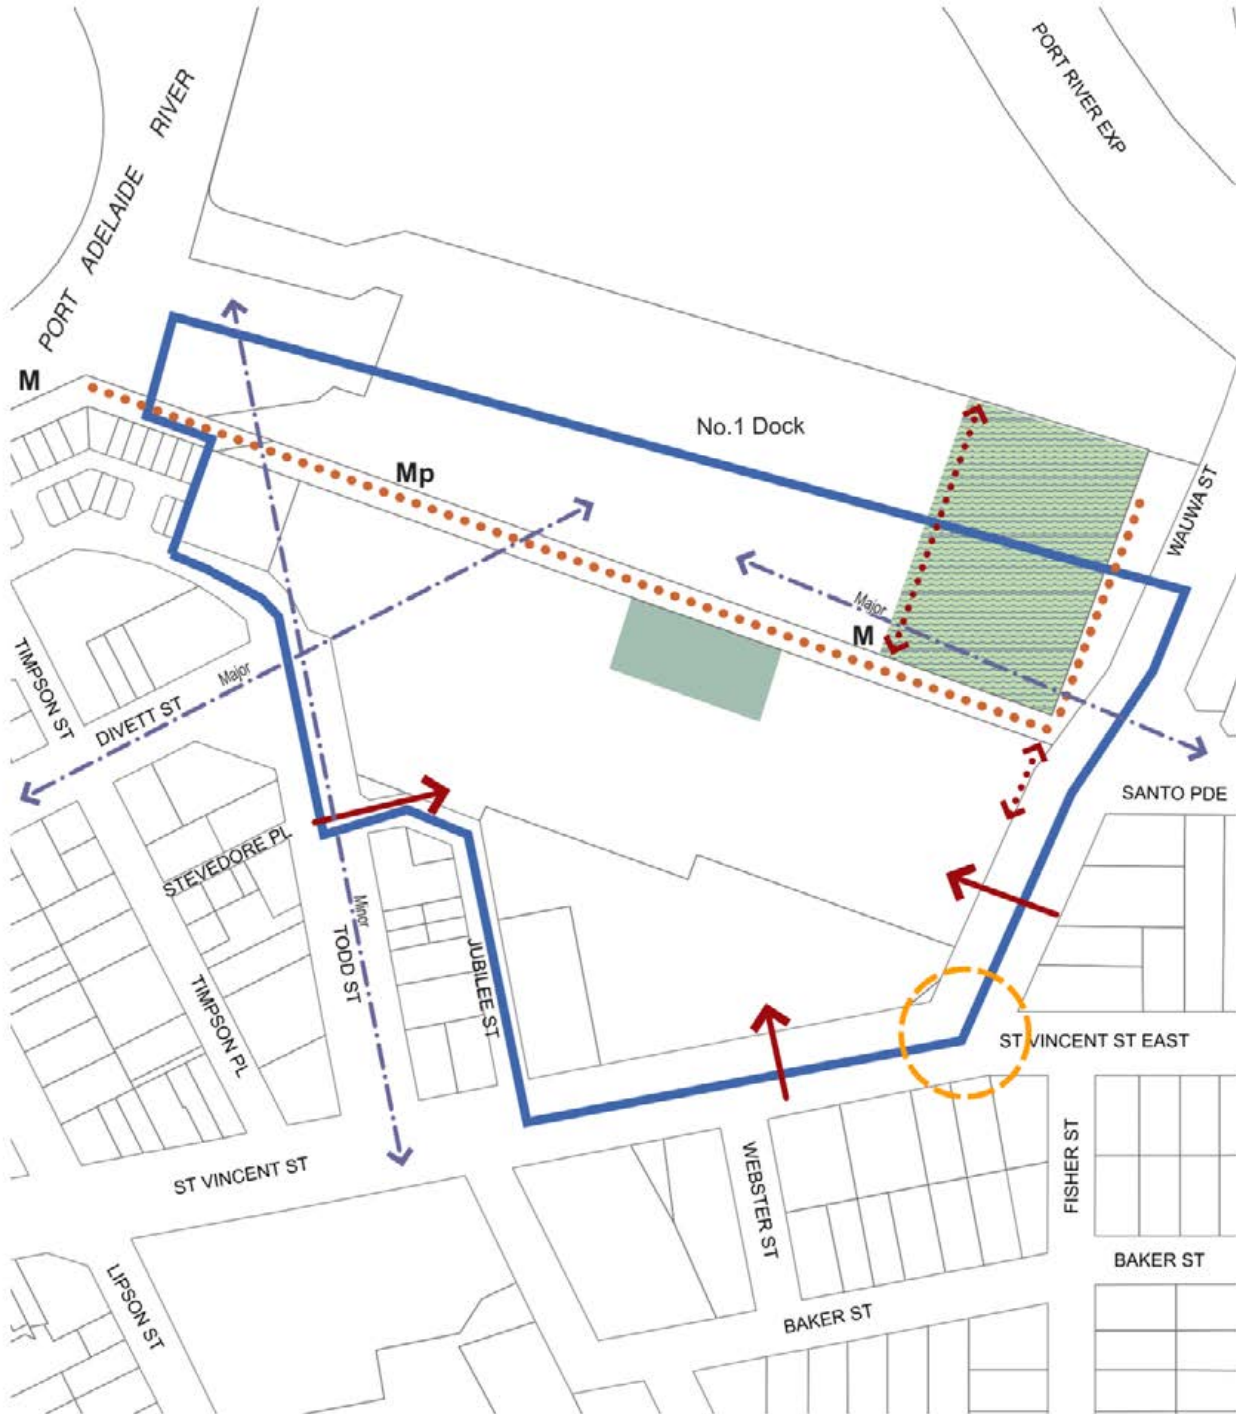 PORT RIVER EXP
PORT ADELAIDE RIVER
M
No.1 Dock
Mp
WAUWA ST
Major
M
TIMPSON ST
Major
DIVETT ST
SANTO PDE
STEVEDORE PL
Minor
TODD ST
JUBILEE ST
TIMPSON PL
ST VINCENT ST EAST
ST VINCENT ST
WEBSTER ST
FISHER ST
BAKER ST
LIPSON ST
BAKER ST